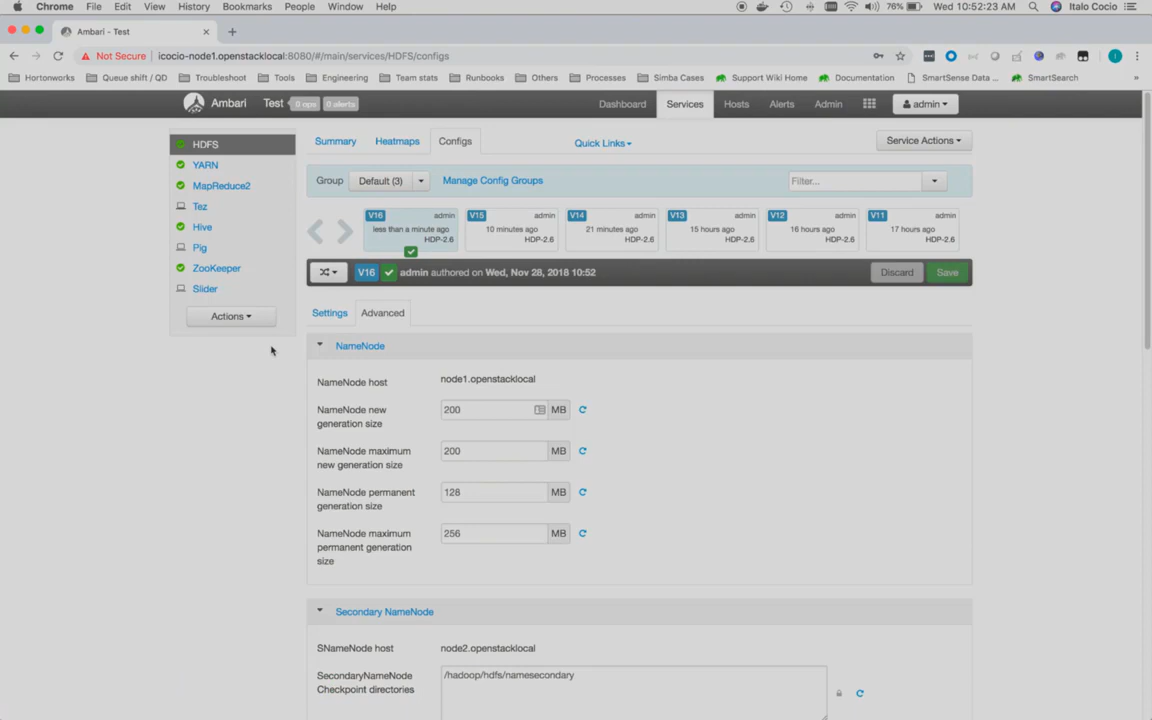 Chrome File Edit View History Bookmarks People Window Help 76% Wed 10:52:23 Italo Cocio
Ambari - Test
Not Secure icocio-node1.openstacklocal:8080/#/main/services/HDFS/configs
Hortonworks Queue shift / QD Troubleshoot Tools Engineering Team stats Runbooks Others Processes Simba Cases Support Wiki Home Documentation SmartSense Data ... SmartSearch »
Ambari Test 0 ops 0 alerts Dashboard Services Hosts Alerts Admin admin
HDFS
YARN
MapReduce2
Tez
Hive
Pig
ZooKeeper
Slider
Actions
Summary Heatmaps Configs Quick Links Service Actions
Group Default (3) Manage Config Groups Filter...
V16 admin
less than a minute ago
HDP-2.6
V15 admin
10 minutes ago
HDP-2.6
V14 admin
21 minutes ago
HDP-2.6
V13 admin
15 hours ago
HDP-2.6
V12 admin
16 hours ago
HDP-2.6
V11 admin
17 hours ago
HDP-2.6
V16 admin authored on Wed, Nov 28, 2018 10:52 Discard Save
Settings Advanced
NameNode
NameNode host node1.openstacklocal
NameNode new
generation size
200 MB
NameNode maximum
new generation size
200 MB
NameNode permanent
generation size
128 MB
NameNode maximum
permanent generation
size
256 MB
Secondary NameNode
SNameNode host node2.openstacklocal
SecondaryNameNode
Checkpoint directories
/hadoop/hdfs/namesecondary